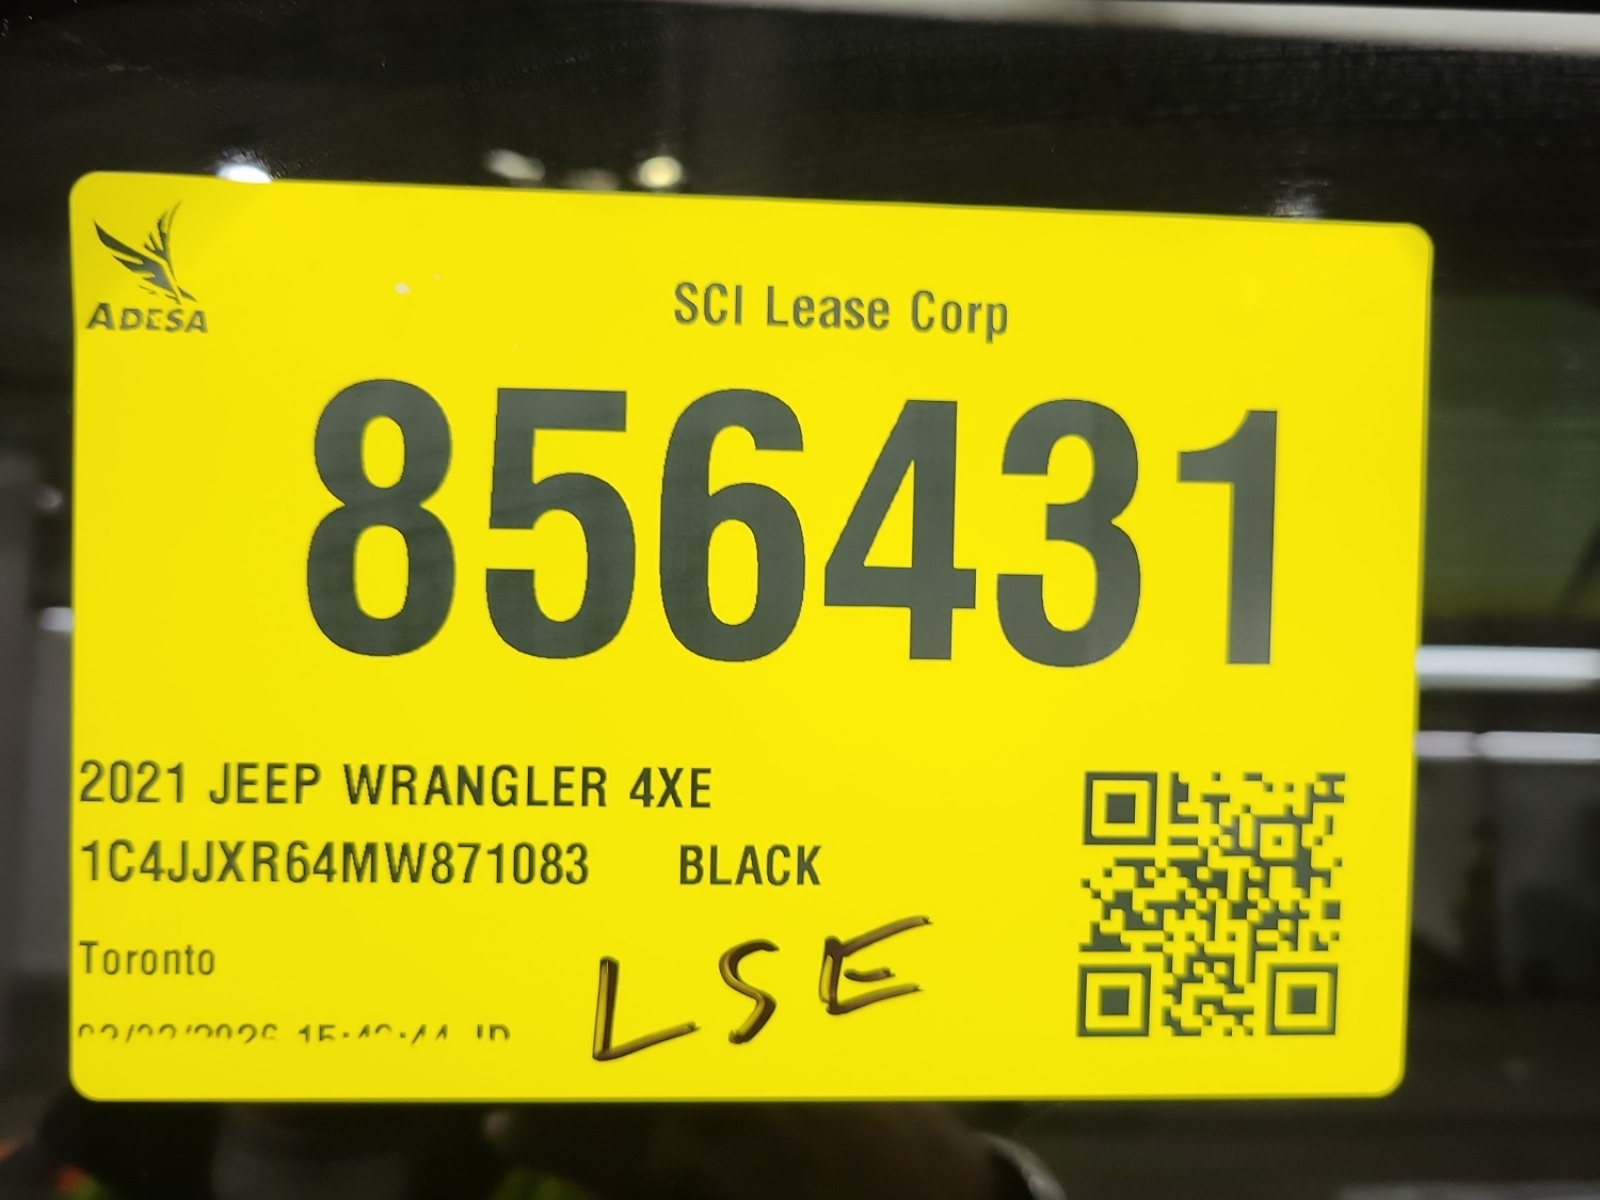 ADESA
SCI Lease Corp
856431
2021 JEEP WRANGLER 4XE
1C4JJXR64MW871083 BLACK
Toronto
LSE